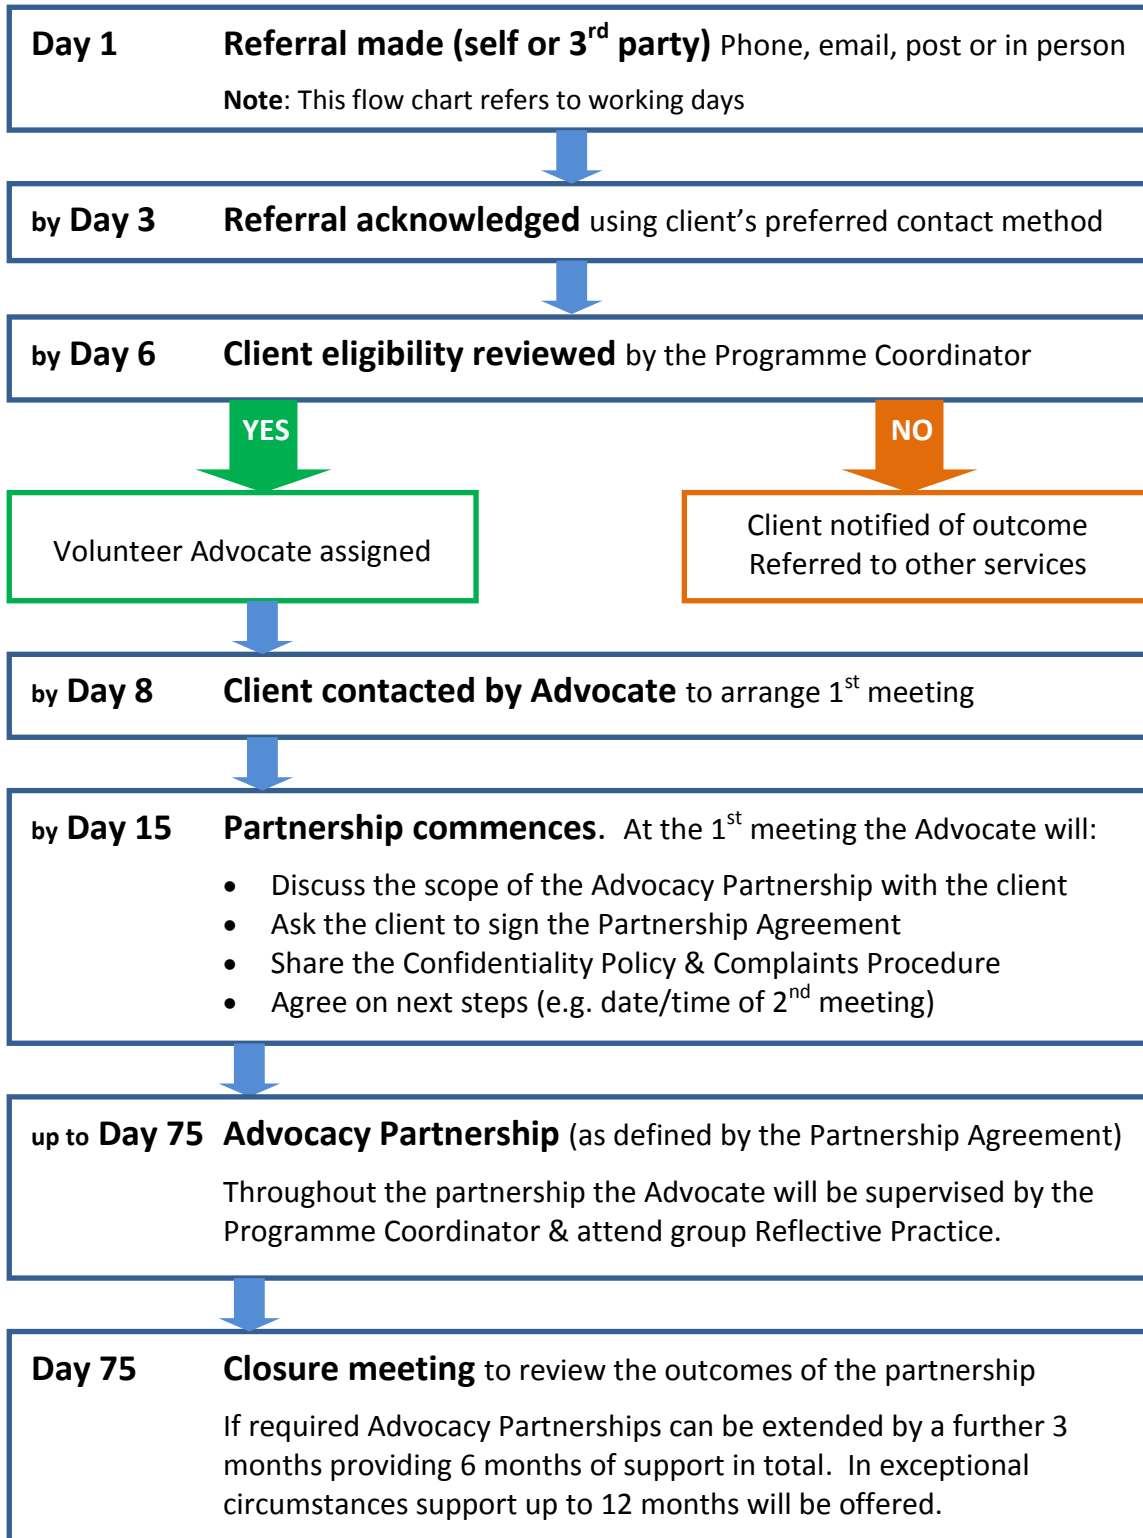 Day 1 Referral made (self or 3rd party) Phone, email, post or in person
Note: This flow chart refers to working days
by Day 3 Referral acknowledged using client’s preferred contact method
by Day 6 Client eligibility reviewed by the Programme Coordinator
YES
NO
Volunteer Advocate assigned
Client notified of outcome
Referred to other services
by Day 8 Client contacted by Advocate to arrange 1st meeting
by Day 15 Partnership commences. At the 1st meeting the Advocate will:
• Discuss the scope of the Advocacy Partnership with the client
• Ask the client to sign the Partnership Agreement
• Share the Confidentiality Policy & Complaints Procedure
• Agree on next steps (e.g. date/time of 2nd meeting)
up to Day 75 Advocacy Partnership (as defined by the Partnership Agreement)
Throughout the partnership the Advocate will be supervised by the
Programme Coordinator & attend group Reflective Practice.
Day 75 Closure meeting to review the outcomes of the partnership
If required Advocacy Partnerships can be extended by a further 3
months providing 6 months of support in total. In exceptional
circumstances support up to 12 months will be offered.